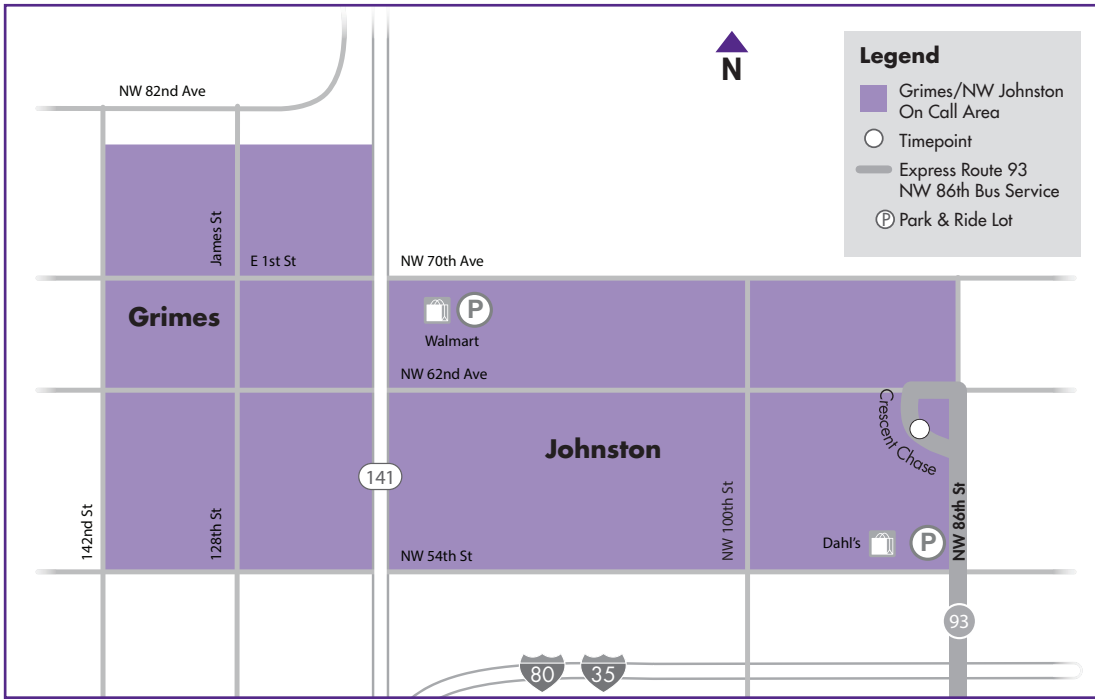 NW 82nd Ave
N
Legend
Grimes/NW Johnston
On Call Area
Timepoint
Express Route 93
NW 86th Bus Service
P Park & Ride Lot
James St
E 1st St
NW 70th Ave
Grimes
P
Walmart
NW 62nd Ave
Crescent Chase
Johnston
141
142nd St
128th St
NW 100th St
NW 86th St
Dahl's
P
NW 54th St
93
80
35